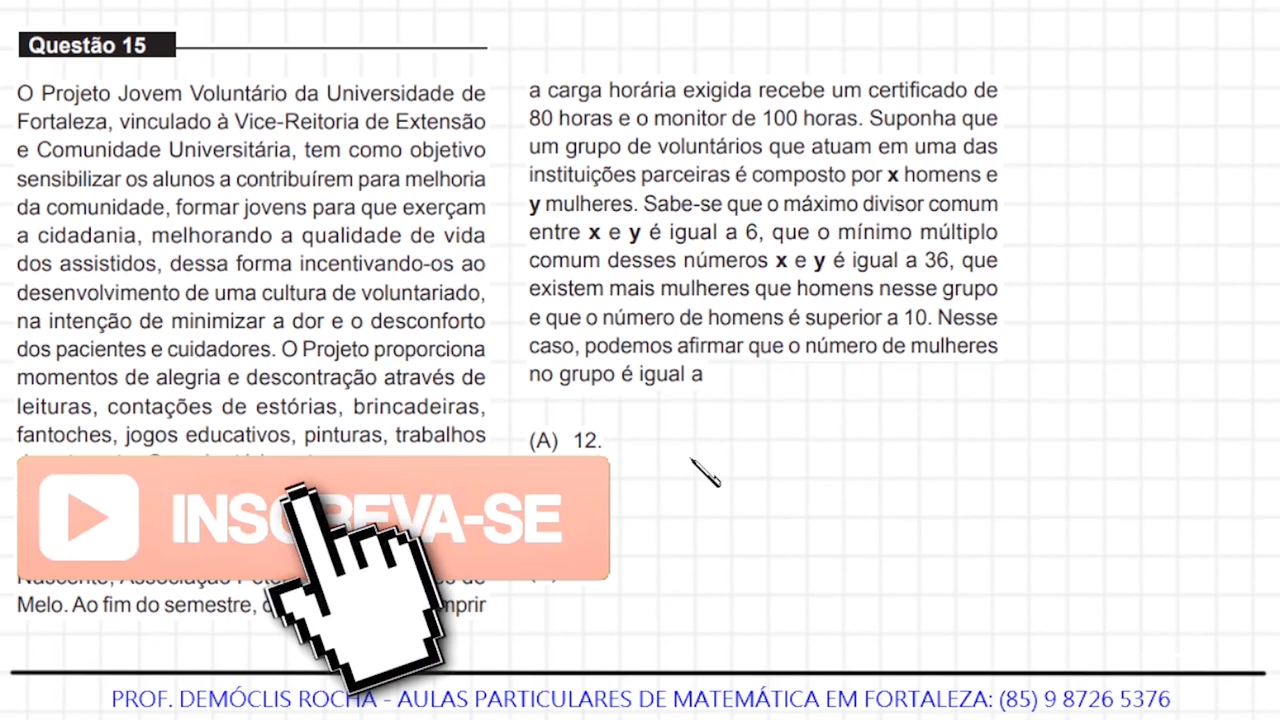 Questão 15
O Projeto Jovem Voluntário da Universidade de
Fortaleza, vinculado à Vice-Reitoria de Extensão
e Comunidade Universitária, tem como objetivo
sensibilizar os alunos a contribuírem para melhoria
da comunidade, formar jovens para que exerçam
a cidadania, melhorando a qualidade de vida
dos assistidos, dessa forma incentivando-os ao
desenvolvimento de uma cultura de voluntariado,
na intenção de minimizar a dor e o desconforto
dos pacientes e cuidadores. O Projeto proporciona
momentos de alegria e descontração através de
leituras, contações de estórias, brincadeiras,
fantoches, jogos educativos, pinturas, trabalhos
INSCREVA-SE
Melo. Ao fim do semestre,
a carga horária exigida recebe um certificado de
80 horas e o monitor de 100 horas. Suponha que
um grupo de voluntários que atuam em uma das
instituições parceiras é composto por x homens e
y mulheres. Sabe-se que o máximo divisor comum
entre x e y é igual a 6, que o mínimo múltiplo
comum desses números x e y é igual a 36, que
existem mais mulheres que homens nesse grupo
e que o número de homens é superior a 10. Nesse
caso, podemos afirmar que o número de mulheres
no grupo é igual a
(A) 12.
PROF. DEMÓCLIS ROCHA - AULAS PARTICULARES DE MATEMÁTICA EM FORTALEZA: (85) 9 8726 5376